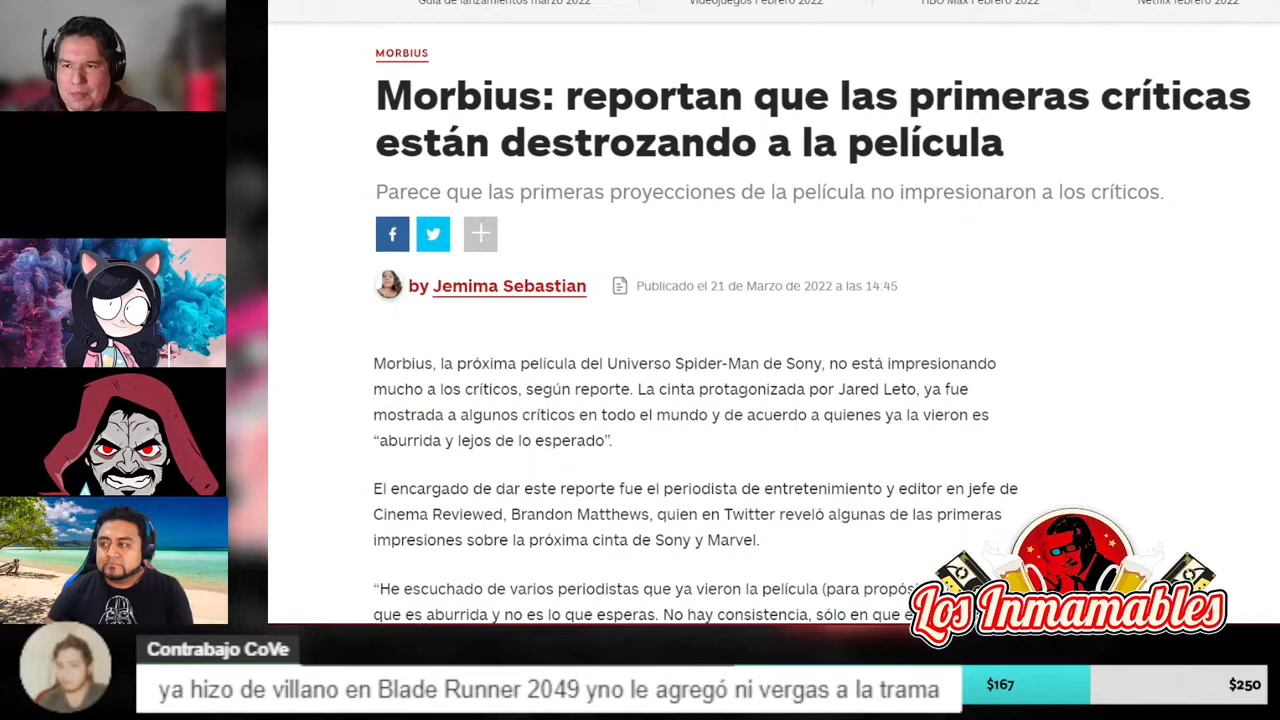 Guía de lanzamientos marzo 2022
Videojuegos Febrero 2022
HBO Max Febrero 2022
Netflix febrero 2022
MORBIUS
Morbius: reportan que las primeras críticas
están destrozando a la película
Parece que las primeras proyecciones de la película no impresionaron a los críticos.
by Jemima Sebastian
Publicado el 21 de Marzo de 2022 a las 14:45
Morbius, la próxima película del Universo Spider-Man de Sony, no está impresionando
mucho a los críticos, según reporte. La cinta protagonizada por Jared Leto, ya fue
mostrada a algunos críticos en todo el mundo y de acuerdo a quienes ya la vieron es
“aburrida y lejos de lo esperado”.
El encargado de dar este reporte fue el periodista de entretenimiento y editor en jefe de
Cinema Reviewed, Brandon Matthews, quien en Twitter reveló algunas de las primeras
impresiones sobre la próxima cinta de Sony y Marvel.
“He escuchado de varios periodistas que ya vieron la película (para propós
que es aburrida y no es lo que esperas. No hay consistencia, sólo en que e
Los Inmamables
Contrabajo CoVe
ya hizo de villano en Blade Runner 2049 yno le agregó ni vergas a la trama
$167
$250